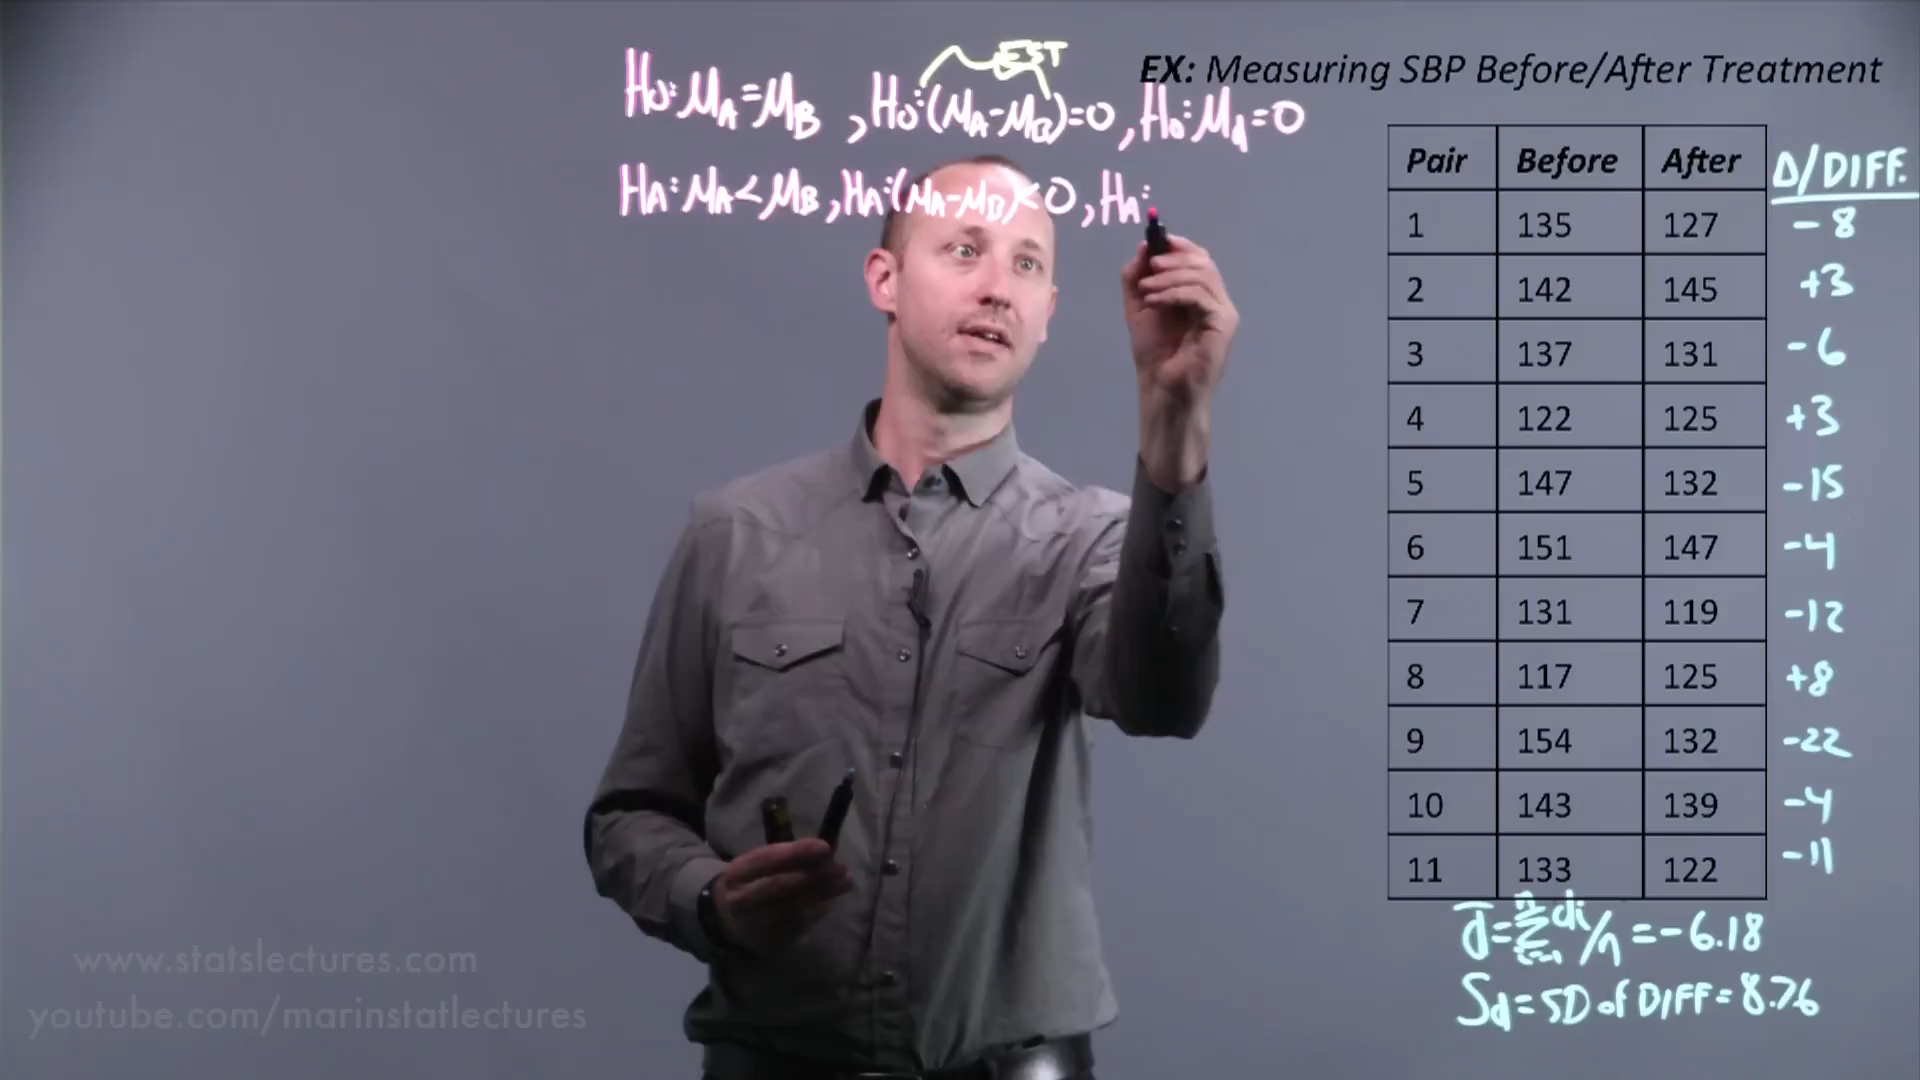 EST
H₀: μA = μB , H₀: (μA-μB)=0 , H₀: μd = 0
HA: μA < μB , HA: (μA-μB) < 0 , HA:
EX: Measuring SBP Before/After Treatment
Pair Before After Δ/DIFF.
1 135 127 -8
2 142 145 +3
3 137 131 -6
4 122 125 +3
5 147 132 -15
6 151 147 -4
7 131 119 -12
8 117 125 +8
9 154 132 -22
10 143 139 -4
11 133 122 -11
d̄ = Σⁿᵢ₌₁ di/n = -6.18
Sd = SD of DIFF = 8.76
www.statslectures.com
youtube.com/marinstatlectures